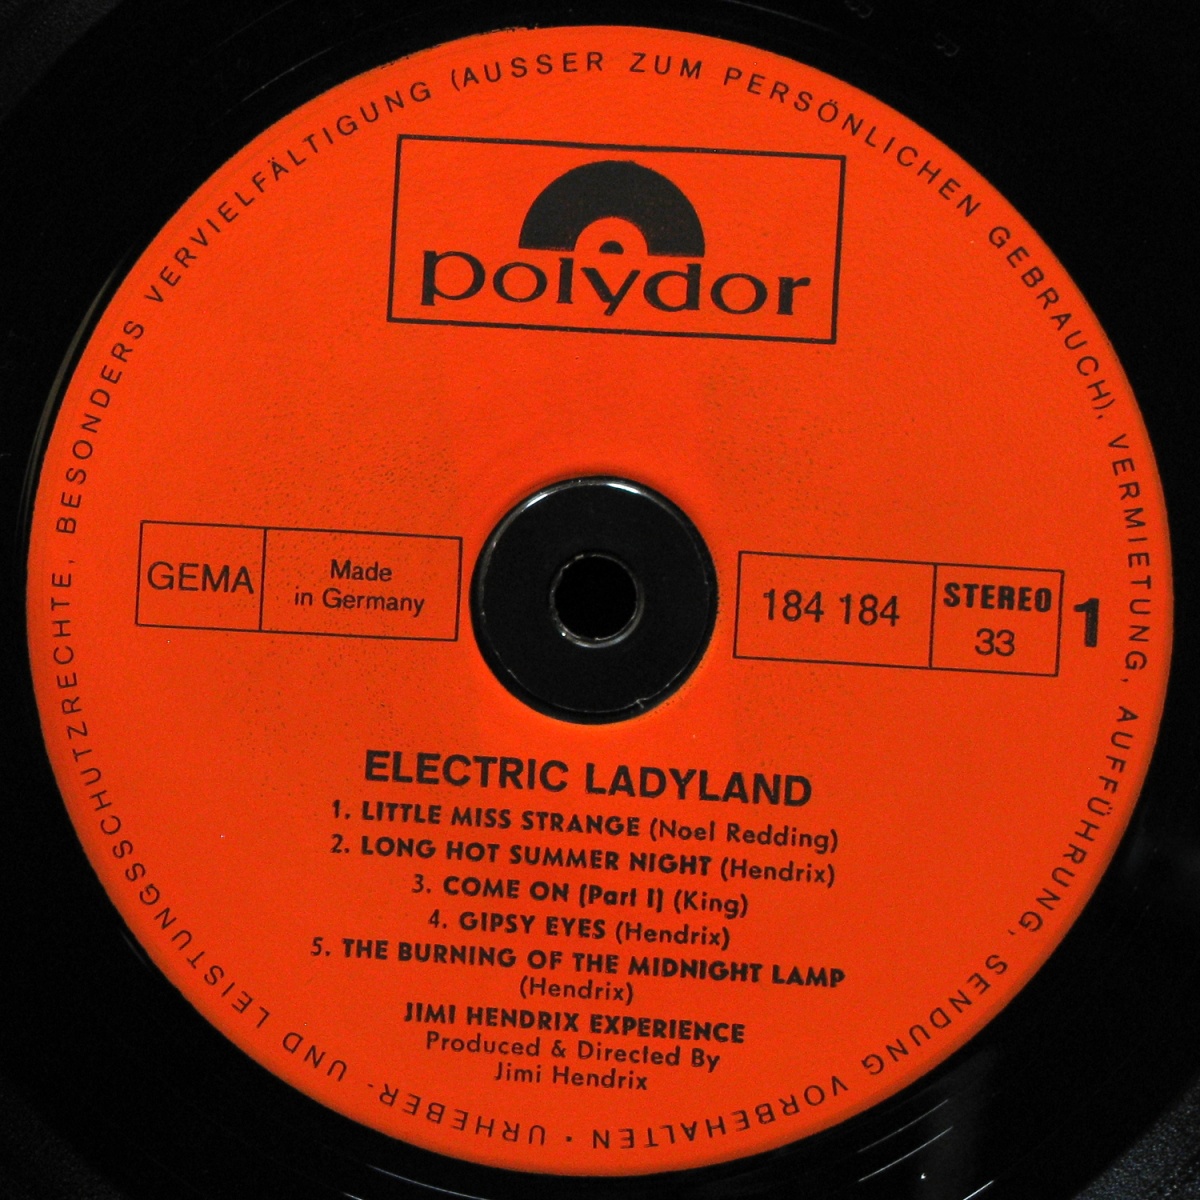 URHEBER- UND LEISTUNGSSCHUTZRECHTE, BESONDERS VERVIELFÄLTIGUNG (AUSSER ZUM PERSÖNLICHEN GEBRAUCH), VERMIETUNG, AUFFÜHRUNG, SENDUNG VORBEHALTEN •
polydor
GEMA
Made
in Germany
184 184
STEREO
33
1
ELECTRIC LADYLAND
1. LITTLE MISS STRANGE (Noel Redding)
2. LONG HOT SUMMER NIGHT (Hendrix)
3. COME ON (Part I) (King)
4. GIPSY EYES (Hendrix)
5. THE BURNING OF THE MIDNIGHT LAMP
(Hendrix)
JIMI HENDRIX EXPERIENCE
Produced & Directed By
Jimi Hendrix